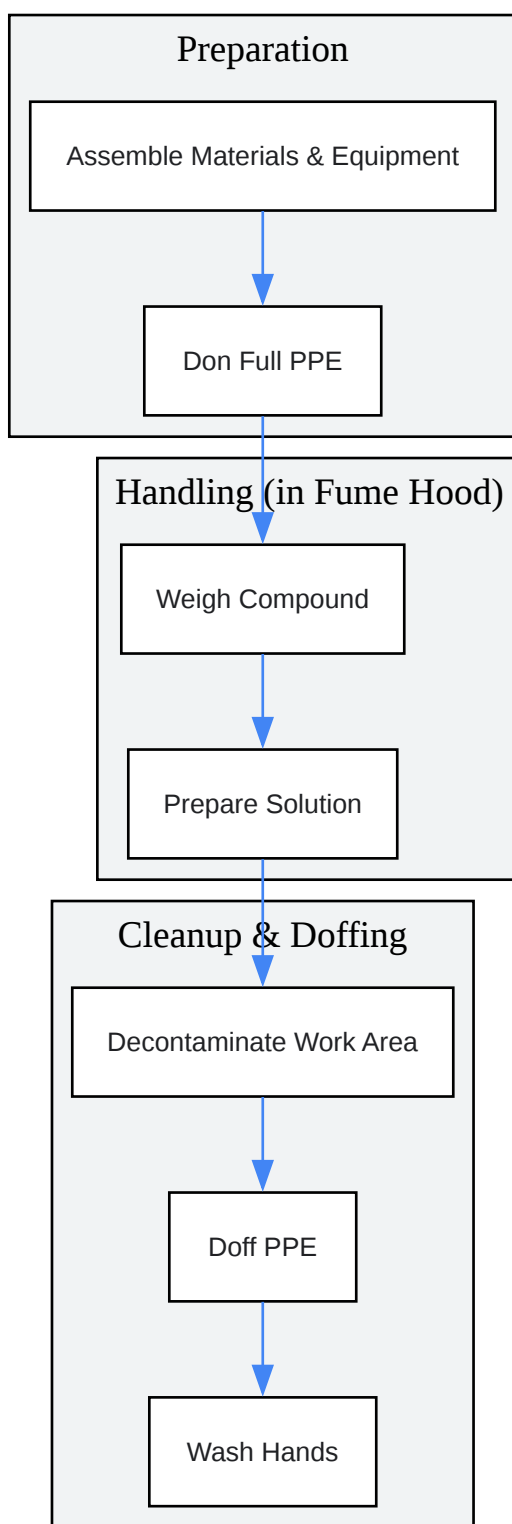 Preparation
Assemble Materials & Equipment
Don Full PPE
Handling (in Fume Hood)
Weigh Compound
Prepare Solution
Cleanup & Doffing
Decontaminate Work Area
Doff PPE
Wash Hands